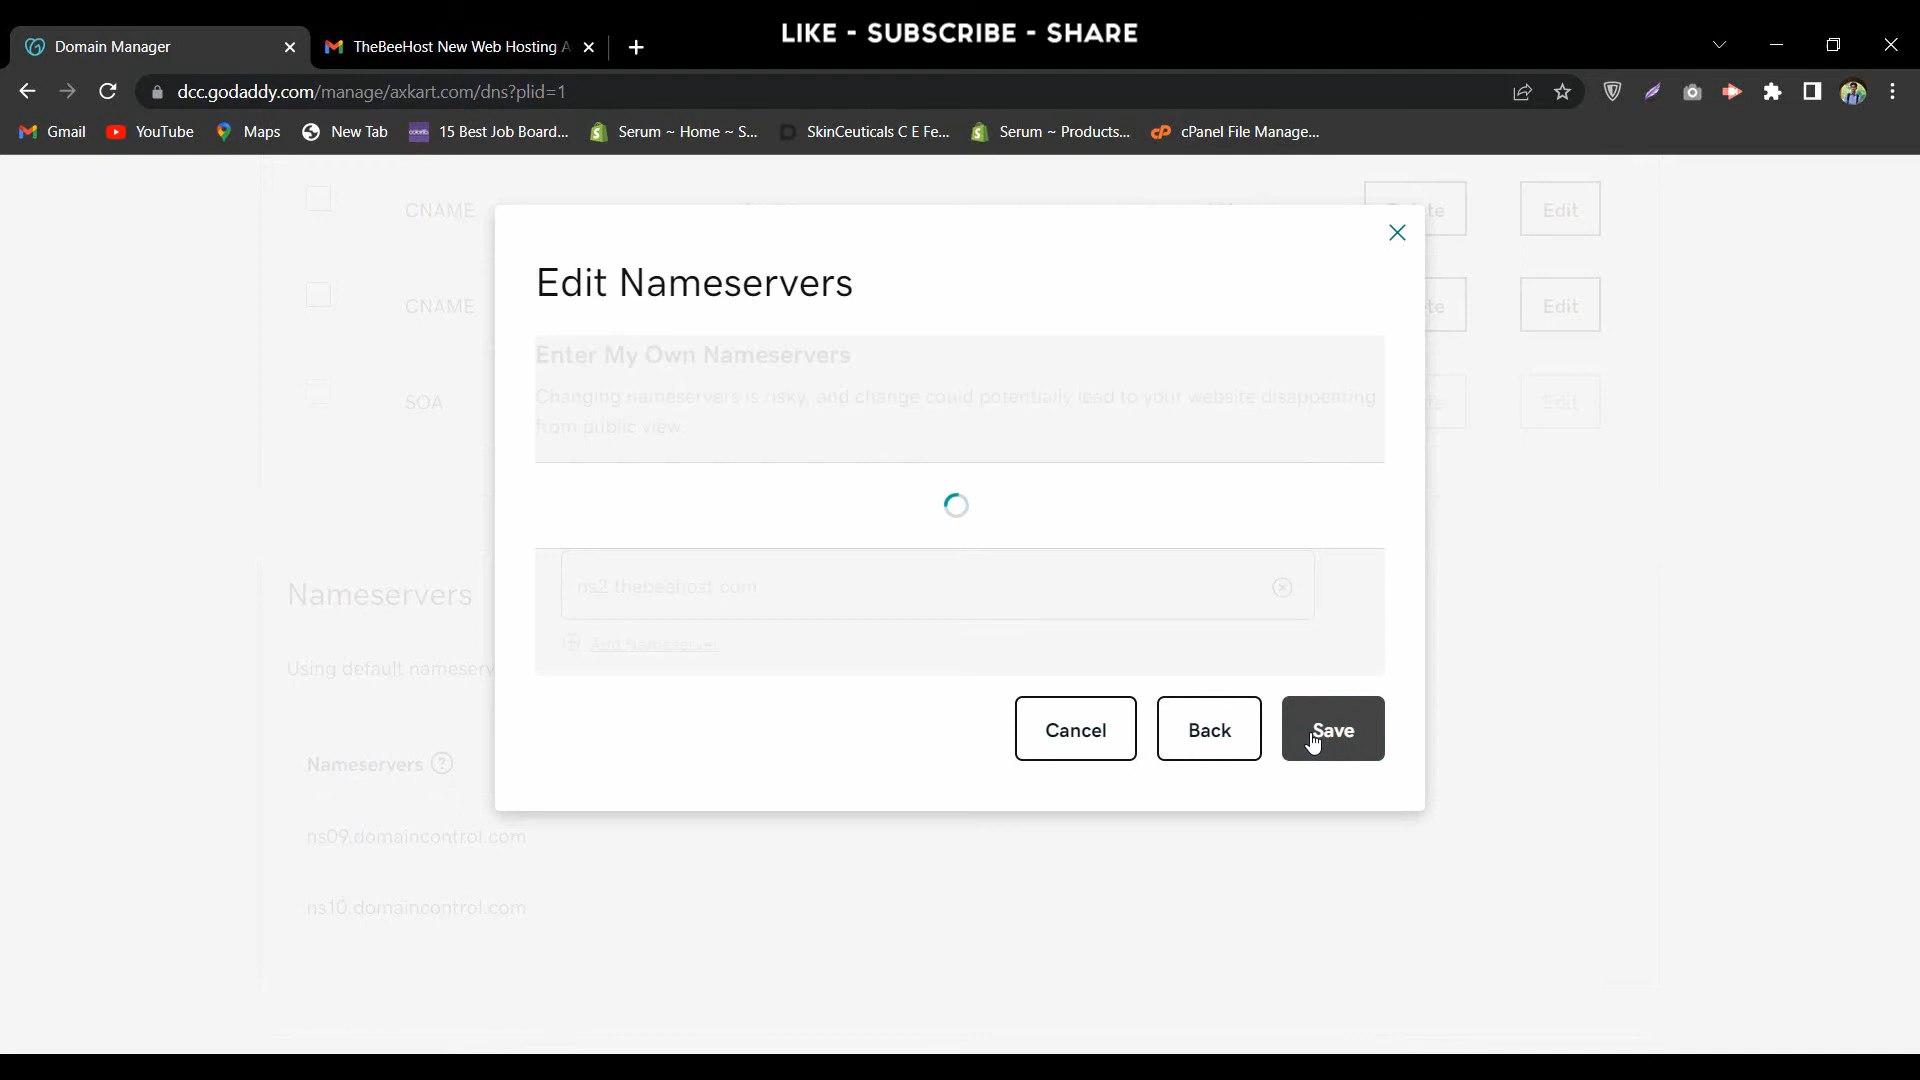 LIKE - SUBSCRIBE - SHARE
Domain Manager
TheBeeHost New Web Hosting A
dcc.godaddy.com/manage/axkart.com/dns?plid=1
Gmail
YouTube
Maps
New Tab
15 Best Job Board...
Serum ~ Home ~ S...
SkinCeuticals C E Fe...
Serum ~ Products...
cPanel File Manage...
CNAME
Edit
Edit Nameservers
CNAME
Edit
Enter My Own Nameservers
Changing nameservers is risky, and change could potentially lead to your website disappearing
from public view.
SOA
Edit
ns2.thebeehost.com
Add Nameserver
Nameservers
Using default nameserv
Cancel
Back
Save
Nameservers ?
ns09.domaincontrol.com
ns10.domaincontrol.com